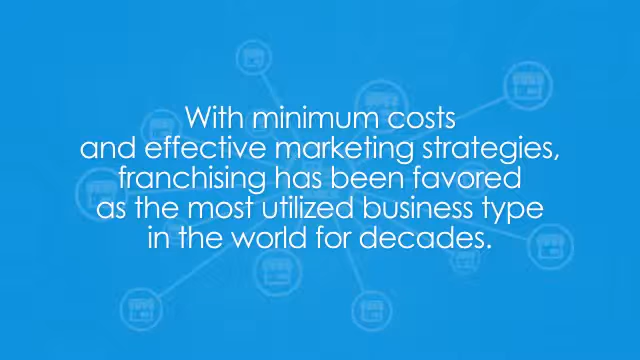 With minimum costs
and effective marketing strategies,
franchising has been favored
as the most utilized business type
in the world for decades.